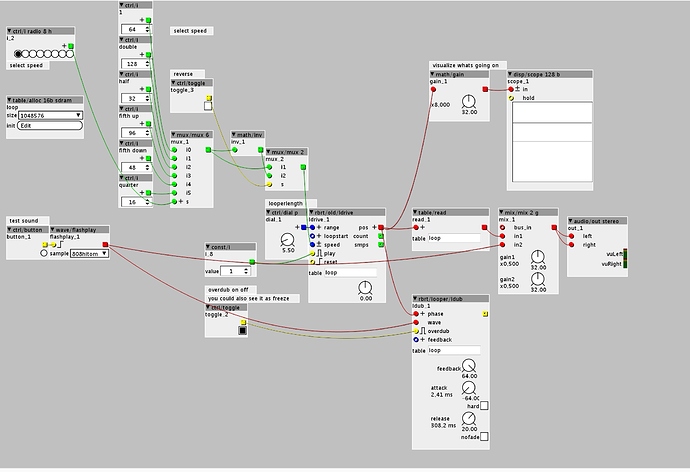 ctrl/i radio 8 h
i_2
select speed
table/alloc 16b sdram
loop
size 1048576
init Edit
ctrl/i
1
64
ctrl/i
double
128
ctrl/i
half
32
ctrl/i
fifth up
96
ctrl/i
fifth down
48
ctrl/i
quarter
16
select speed
reverse
ctrl/toggle
toggle_3
mux/mux 6
mux_1
i0
i1
i2
i3
i4
i5
s
math/inv
inv_1
mux/mux 2
mux_2
i1
i2
s
test sound
ctrl/button
button_1
wave/flashplay
flashplay_1
sample 808hitom
const/i
i_8
value 1
overdub on off
you could also see it as freeze
ctrl/toggle
toggle_2
looperlength
ctrl/dial p
dial_1
5.50
rbrt/old/ldrive
ldrive_1
range pos
loopstart count
speed smps
play
reset
table loop
0.00
visualize whats going on
math/gain
gain_1
x8.000
32.00
disp/scope 128 b
scope_1
in
hold
table/read
read_1
table loop
mix/mix 2 g
mix_1
bus_in
in1
in2
gain1
x0.500
32.00
gain2
x0.500
32.00
audio/out stereo
out_1
left
right
vuLeft
vuRight
rbrt/looper/ldub
ldub_1
phase
wave
overdub
feedback
table loop
feedback
64.00
attack
2.41 ms
-64.00
hard
release
308.2 ms
20.00
nofade